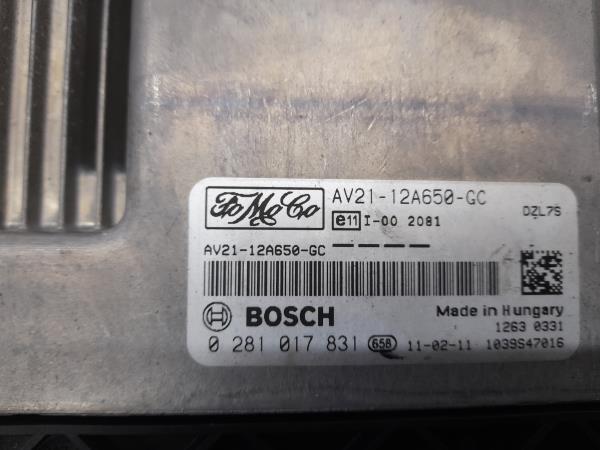 FoMoCo AV21-12A650-GC
e11 I-00 2081 DZL7S
AV21-12A650-GC
BOSCH Made in Hungary
1263 0331
0 281 017 831 658 11-02-11 1039S47016